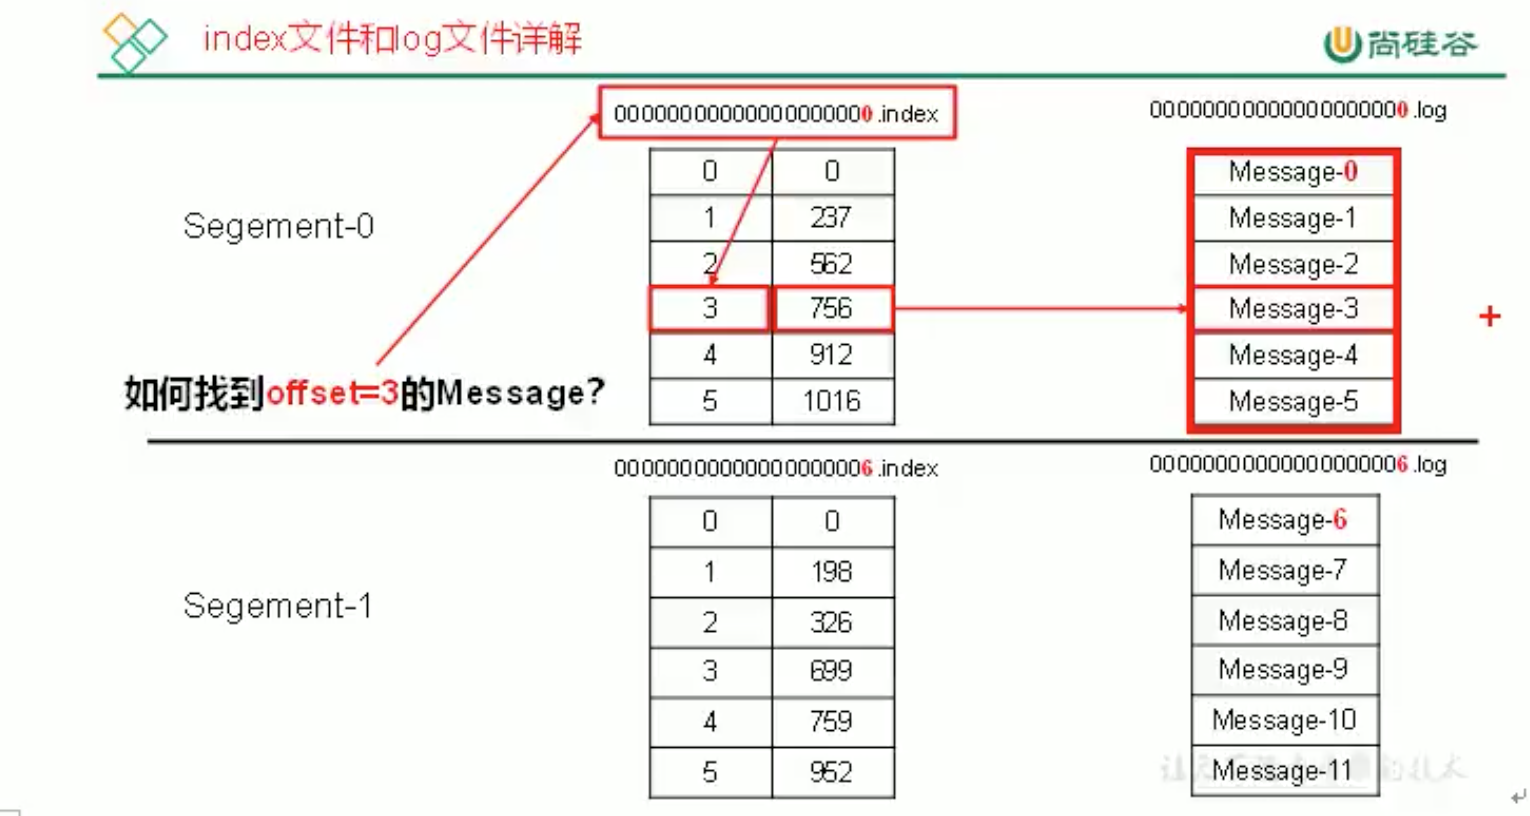 index文件和log文件详解
尚硅谷
00000000000000000000.index
00000000000000000000.log
Segement-0
0 0
1 237
2 562
3 756
4 912
5 1016
Message-0
Message-1
Message-2
Message-3
Message-4
Message-5
+
如何找到offset=3的Message?
00000000000000000006.index
00000000000000000006.log
Segement-1
0 0
1 198
2 326
3 699
4 759
5 952
Message-6
Message-7
Message-8
Message-9
Message-10
Message-11